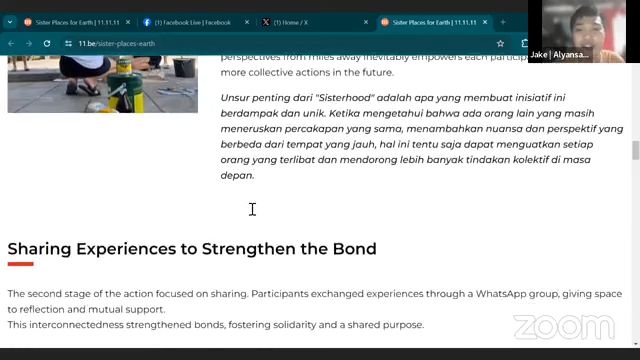 Sister Places for Earth | 11.11.11
(1) Facebook Live | Facebook
(1) Home / X
Sister Places for Earth | 11.11.11
11.be/sister-places-earth
Jake | Alyansa...
perspectives from miles away inevitably empowers each
more collective actions in the future.
Unsur penting dari "Sisterhood" adalah apa yang membuat inisiatif ini
berdampak dan unik. Ketika mengetahui bahwa ada orang lain yang masih
meneruskan percakapan yang sama, menambahkan nuansa dan perspektif yang
berbeda dari tempat yang jauh, hal ini tentu saja dapat menguatkan setiap
orang yang terlibat dan mendorong lebih banyak tindakan kolektif di masa
depan.
Sharing Experiences to Strengthen the Bond
The second stage of the action focused on sharing. Participants exchanged experiences through a WhatsApp group, giving space
to reflection and mutual support.
This interconnectedness strengthened bonds, fostering solidarity and a shared purpose.
zoom